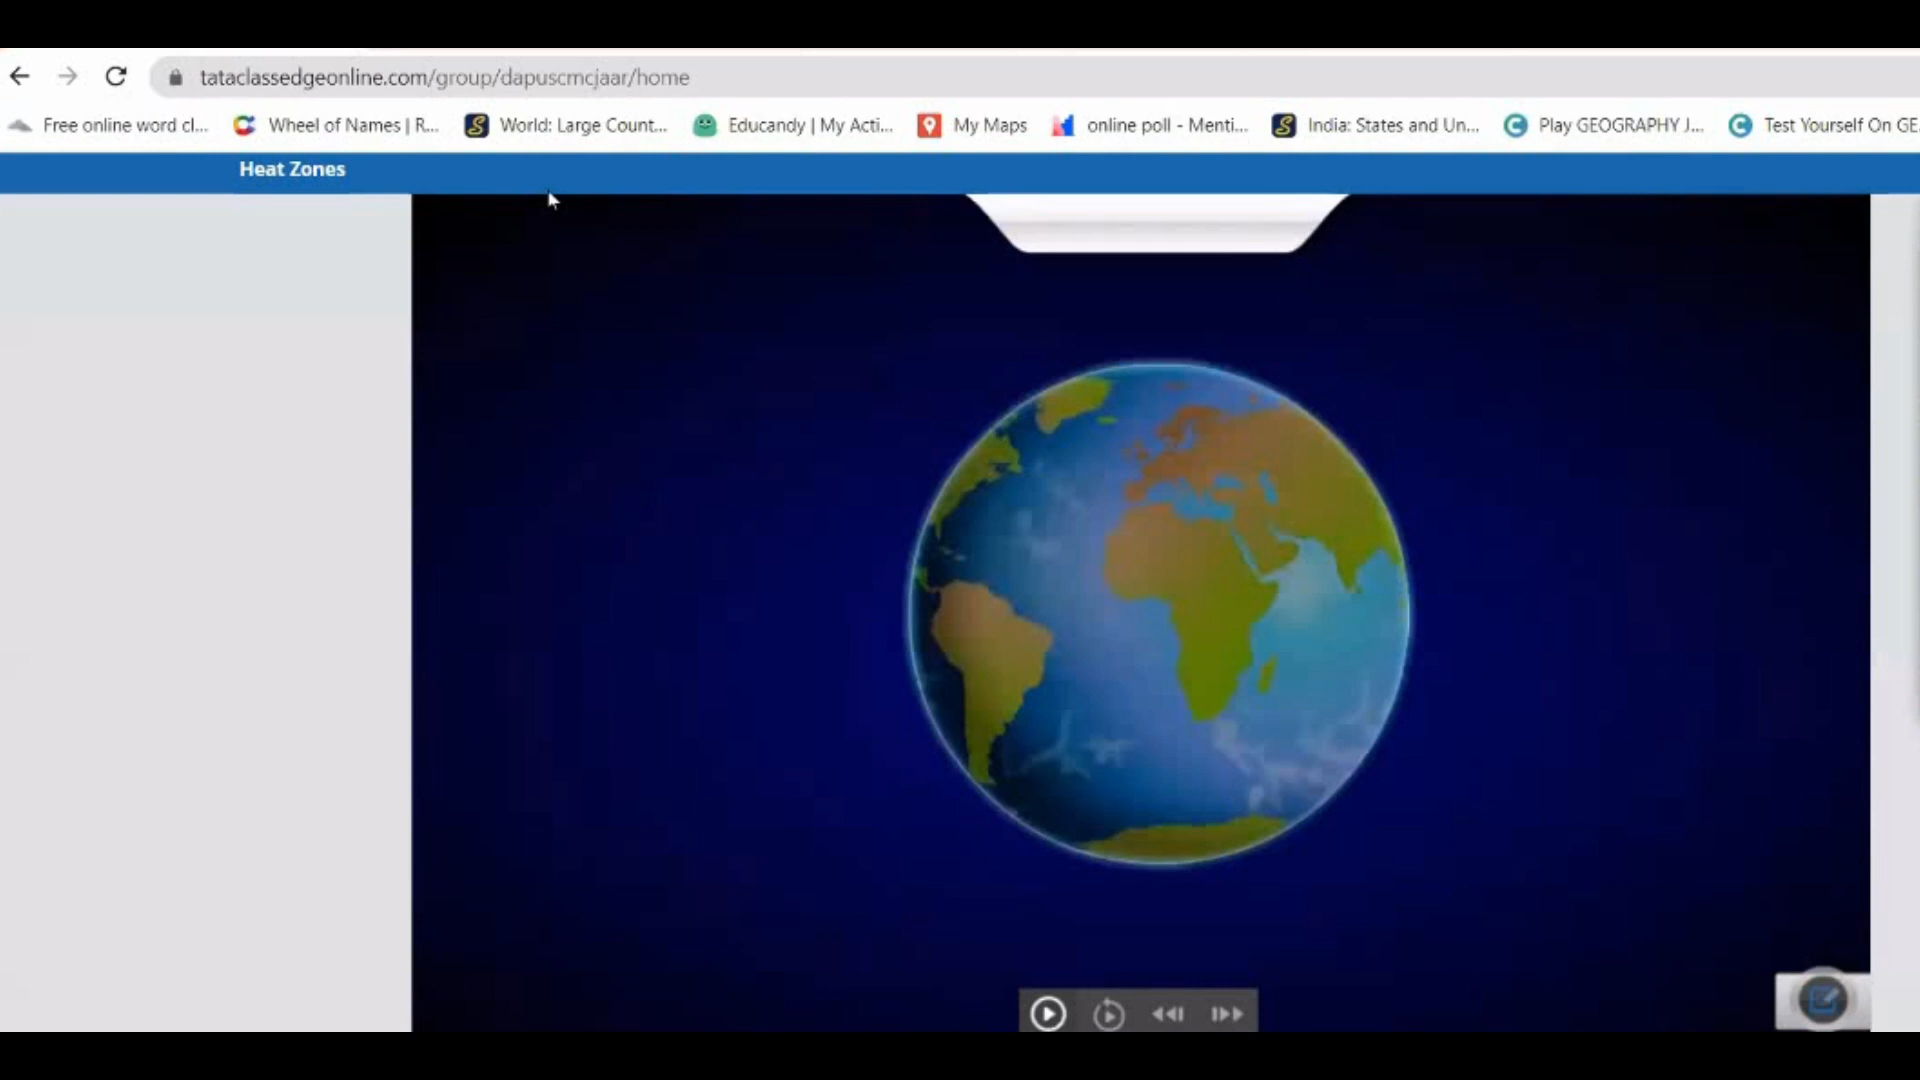 tataclassedgeonline.com/group/dapuscmcjaar/home
Free online word cl... Wheel of Names | R... World: Large Count... Educandy | My Acti... My Maps online poll - Menti... India: States and Un... Play GEOGRAPHY J... Test Yourself On GE
Heat Zones